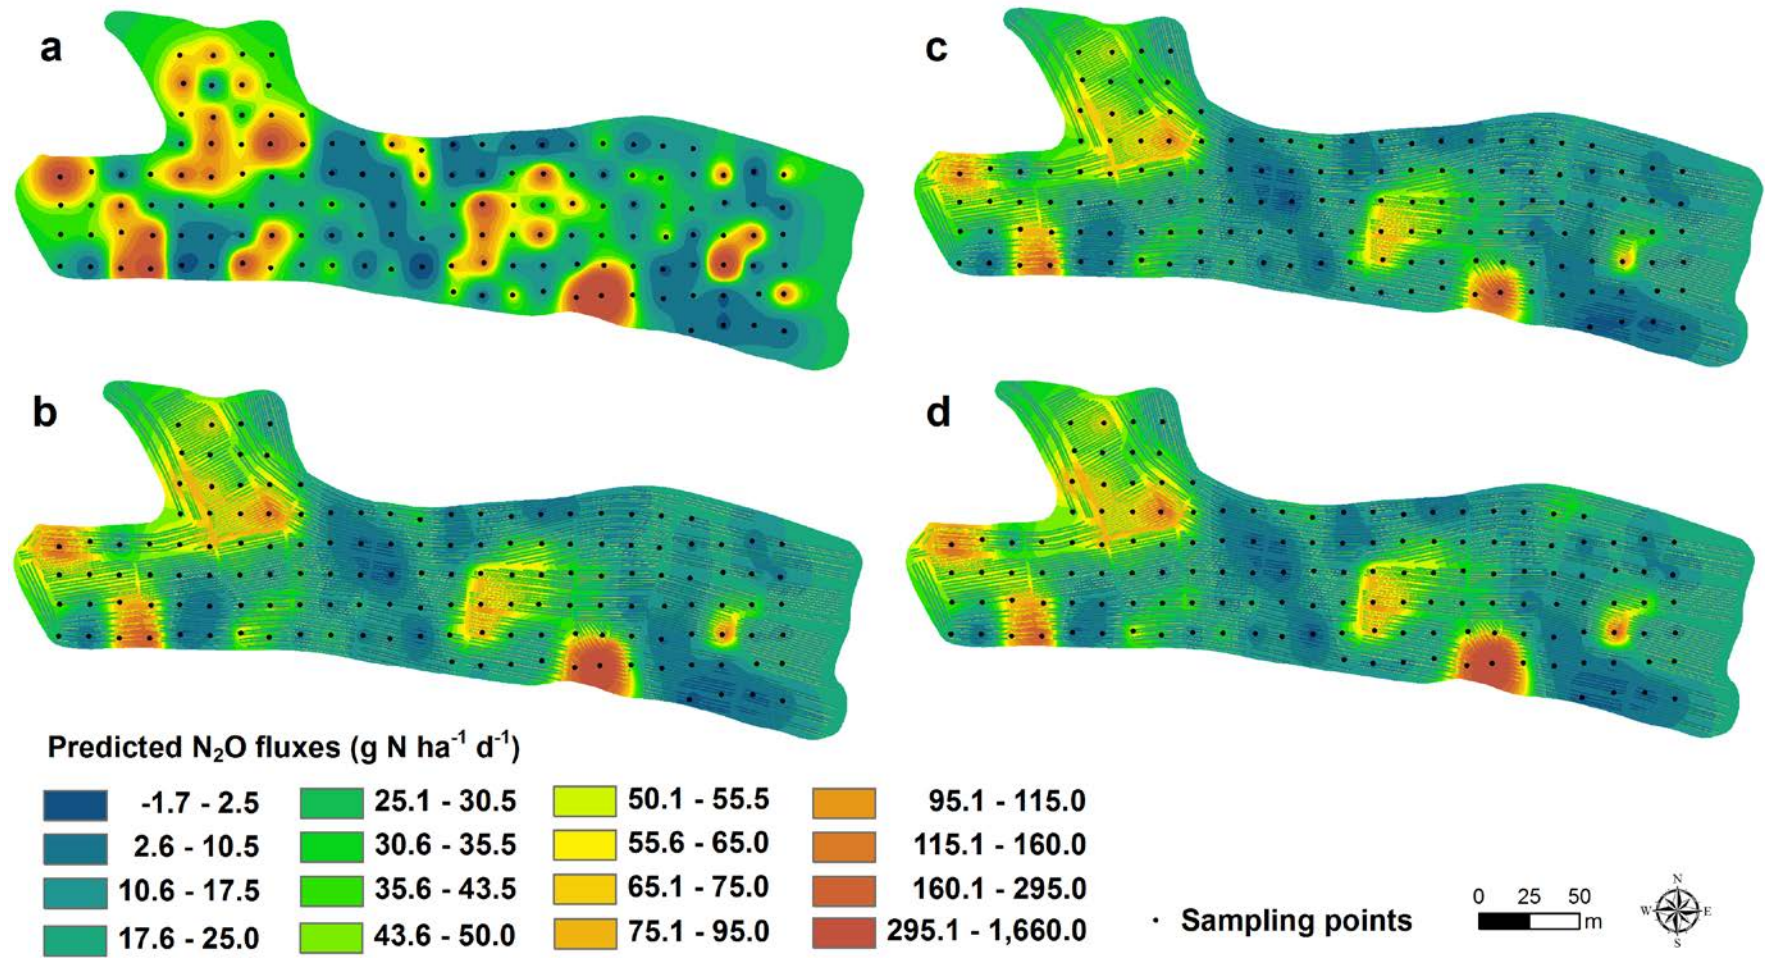 a
c
b
d
Predicted N₂O fluxes (g N ha⁻¹ d⁻¹)
-1.7 - 2.5
25.1 - 30.5
50.1 - 55.5
95.1 - 115.0
2.6 - 10.5
30.6 - 35.5
55.6 - 65.0
115.1 - 160.0
10.6 - 17.5
35.6 - 43.5
65.1 - 75.0
160.1 - 295.0
17.6 - 25.0
43.6 - 50.0
75.1 - 95.0
295.1 - 1,660.0
Sampling points
0 25 50
m
N
W E
S